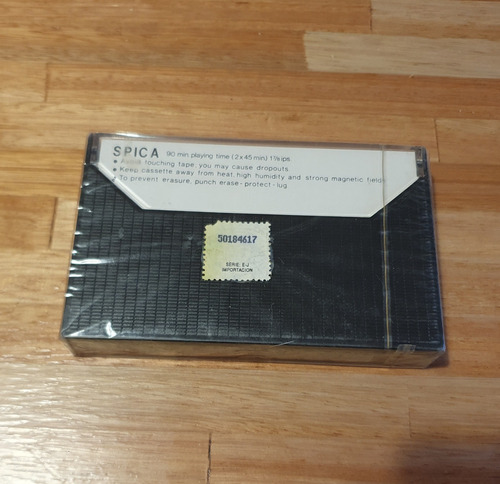 SPICA 90 min playing time (2x45 min) 1⅞ ips
• Avoid touching tape, you may cause dropouts
• Keep cassette away from heat, high humidity and strong magnetic fields
• To prevent erasure, punch erase-protect-lug
50184617
SERIE: E-J
IMPORTACION